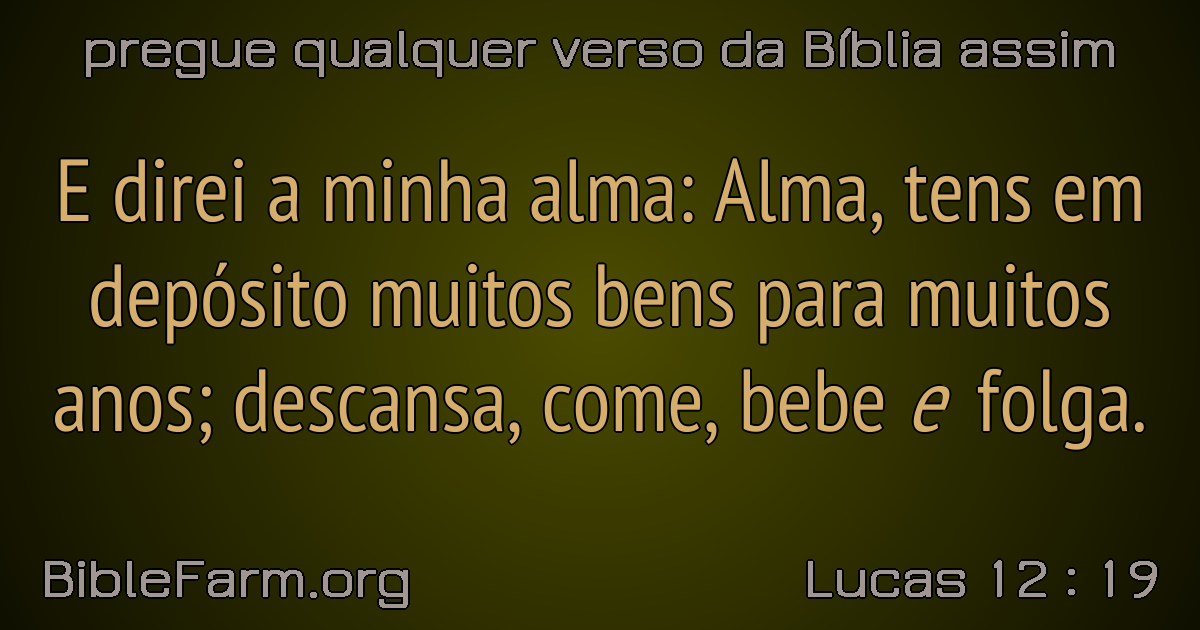 pregue qualquer verso da Bíblia assim
E direi a minha alma: Alma, tens em
depósito muitos bens para muitos
anos; descansa, come, bebe e folga.
BibleFarm.org
Lucas 12 : 19